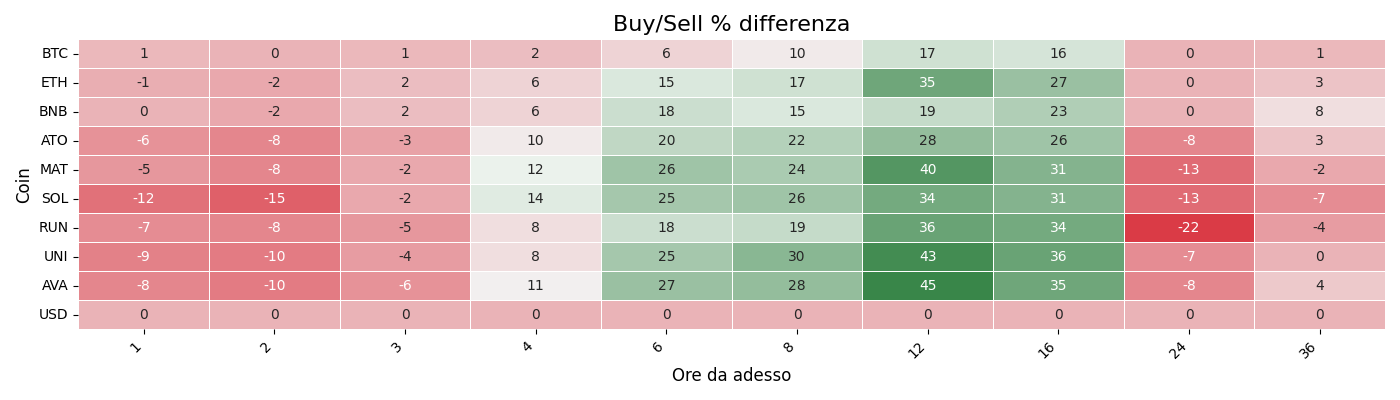 Buy/Sell % differenza
Coin
BTC 1 0 1 2 6 10 17 16 0 1
ETH -1 -2 2 6 15 17 35 27 0 3
BNB 0 -2 2 6 18 15 19 23 0 8
ATO -6 -8 -3 10 20 22 28 26 -8 3
MAT -5 -8 -2 12 26 24 40 31 -13 -2
SOL -12 -15 -2 14 25 26 34 31 -13 -7
RUN -7 -8 -5 8 18 19 36 34 -22 -4
UNI -9 -10 -4 8 25 30 43 36 -7 0
AVA -8 -10 -6 11 27 28 45 35 -8 4
USD 0 0 0 0 0 0 0 0 0 0
1 2 3 4 6 8 12 16 24 36
Ore da adesso